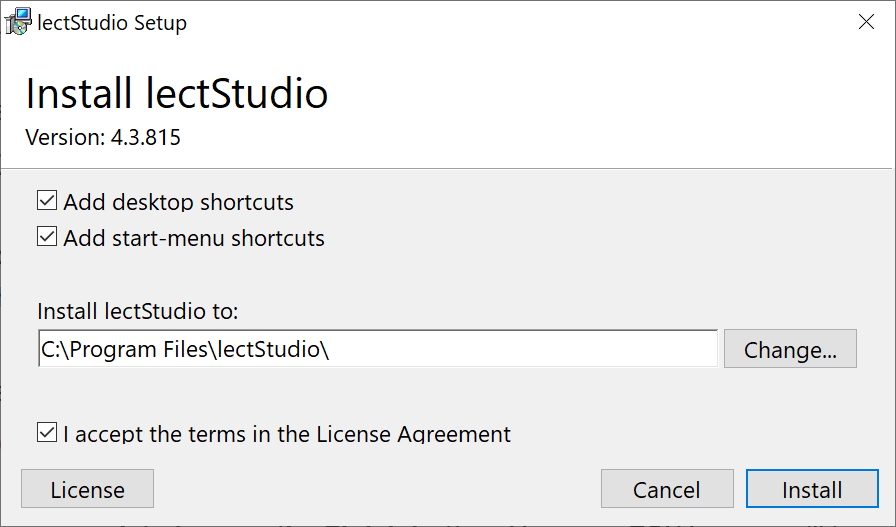 lectStudio Setup
Install lectStudio
Version: 4.3.815
Add desktop shortcuts
Add start-menu shortcuts
Install lectStudio to:
C:\Program Files\lectStudio\
Change...
I accept the terms in the License Agreement
License
Cancel
Install